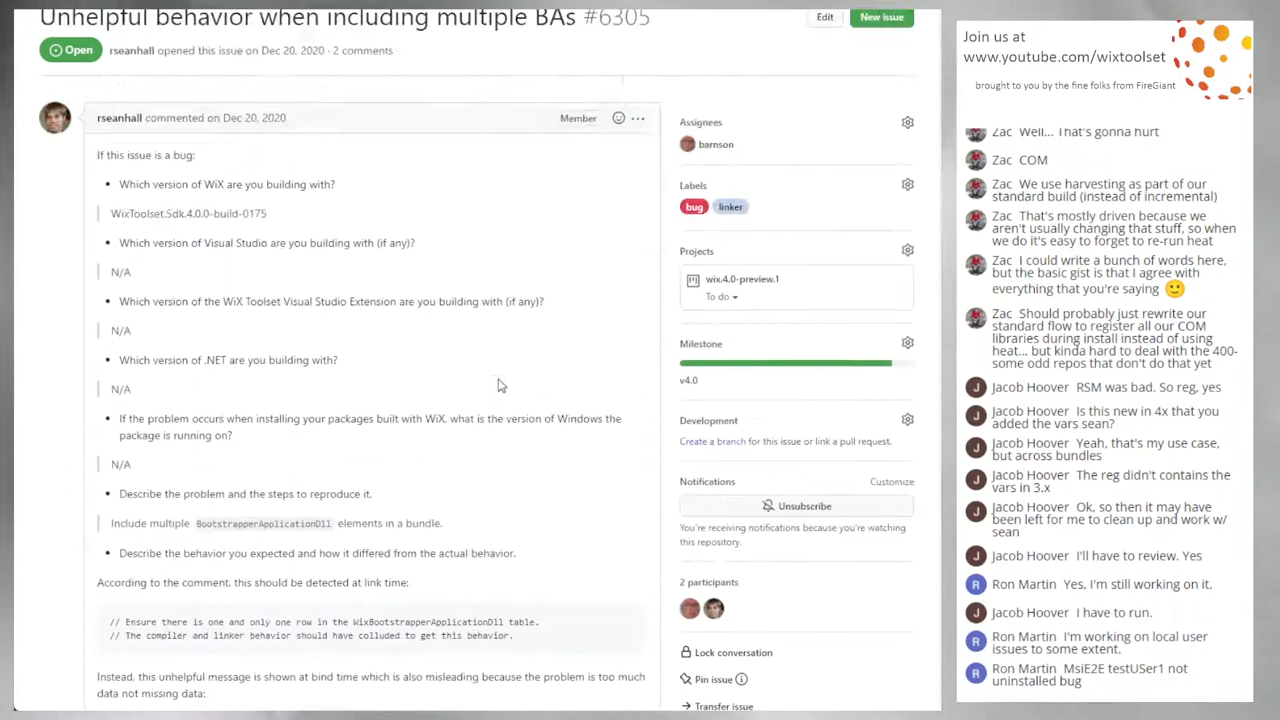 Unhelpful behavior when including multiple BAs #6305
Edit
New issue
Open
rseanhall opened this issue on Dec 20, 2020 · 2 comments
rseanhall commented on Dec 20, 2020
Member
If this issue is a bug:
• Which version of WiX are you building with?
WixToolset.Sdk.4.0.0-build-0175
• Which version of Visual Studio are you building with (if any)?
N/A
• Which version of the WiX Toolset Visual Studio Extension are you building with (if any)?
N/A
• Which version of .NET are you building with?
N/A
• If the problem occurs when installing your packages built with WiX, what is the version of Windows the
package is running on?
N/A
• Describe the problem and the steps to reproduce it.
Include multiple BootstrapperApplicationDll elements in a bundle.
• Describe the behavior you expected and how it differed from the actual behavior.
According to the comment, this should be detected at link time:
// Ensure there is one and only one row in the WixBootstrapperApplicationDll table.
// The compiler and linker behavior should have colluded to get this behavior.
Instead, this unhelpful message is shown at bind time which is also misleading because the problem is too much
data not missing data:
Assignees
barnson
Labels
bug
linker
Projects
wix.4.0-preview.1
To do
Milestone
v4.0
Development
Create a branch for this issue or link a pull request.
Notifications
Customize
Unsubscribe
You're receiving notifications because you're watching
this repository.
2 participants
Lock conversation
Pin issue
Transfer issue
Join us at
www.youtube.com/wixtoolset
brought to you by the fine folks from FireGiant
Zac Well... That's gonna hurt
Zac COM
Zac We use harvesting as part of our
standard build (instead of incremental)
Zac That's mostly driven because we
aren't usually changing that stuff, so when
we do it's easy to forget to re-run heat
Zac I could write a bunch of words here,
but the basic gist is that I agree with
everything that you're saying 🙂
Zac Should probably just rewrite our
standard flow to register all our COM
libraries during install instead of using
heat... but kinda hard to deal with the 400-
some odd repos that don't do that yet
J
Jacob Hoover RSM was bad. So reg, yes
J
Jacob Hoover Is this new in 4x that you
added the vars sean?
J
Jacob Hoover Yeah, that's my use case,
but across bundles
J
Jacob Hoover The reg didn't contains the
vars in 3.x
J
Jacob Hoover Ok, so then it may have
been left for me to clean up and work w/
sean
J
Jacob Hoover I'll have to review. Yes
R
Ron Martin Yes, I'm still working on it.
J
Jacob Hoover I have to run.
R
Ron Martin I'm working on local user
issues to some extent.
R
Ron Martin MsiE2E testUSer1 not
uninstalled bug